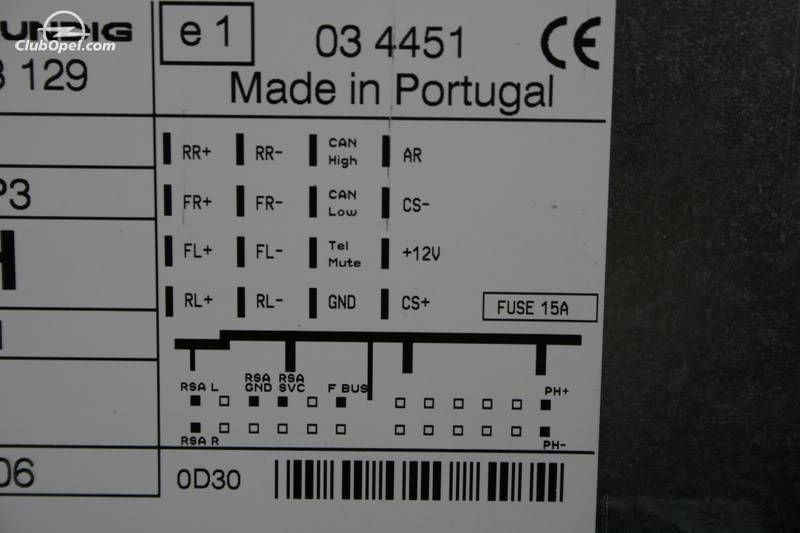 ClubOpel.com
3 129
e 1
03 4451
CE
Made in Portugal
P3
06
RR+ RR- CAN High AR
FR+ FR- CAN Low CS-
FL+ FL- Tel Mute +12V
RL+ RL- GND CS+
FUSE 15A
RSA L RSA GND RSA SVC F BUS PH+
RSA R PH-
0D30